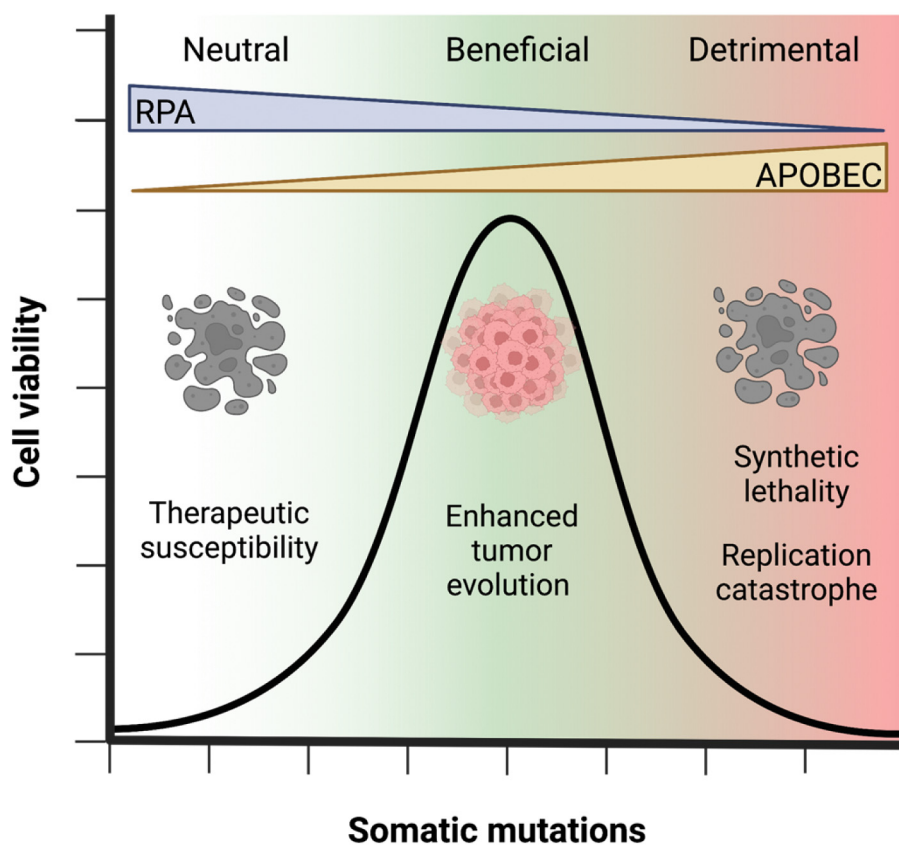 Neutral
Beneficial
Detrimental
RPA
APOBEC
Cell viability
Therapeutic
susceptibility
Enhanced
tumor
evolution
Synthetic
lethality
Replication
catastrophe
Somatic mutations